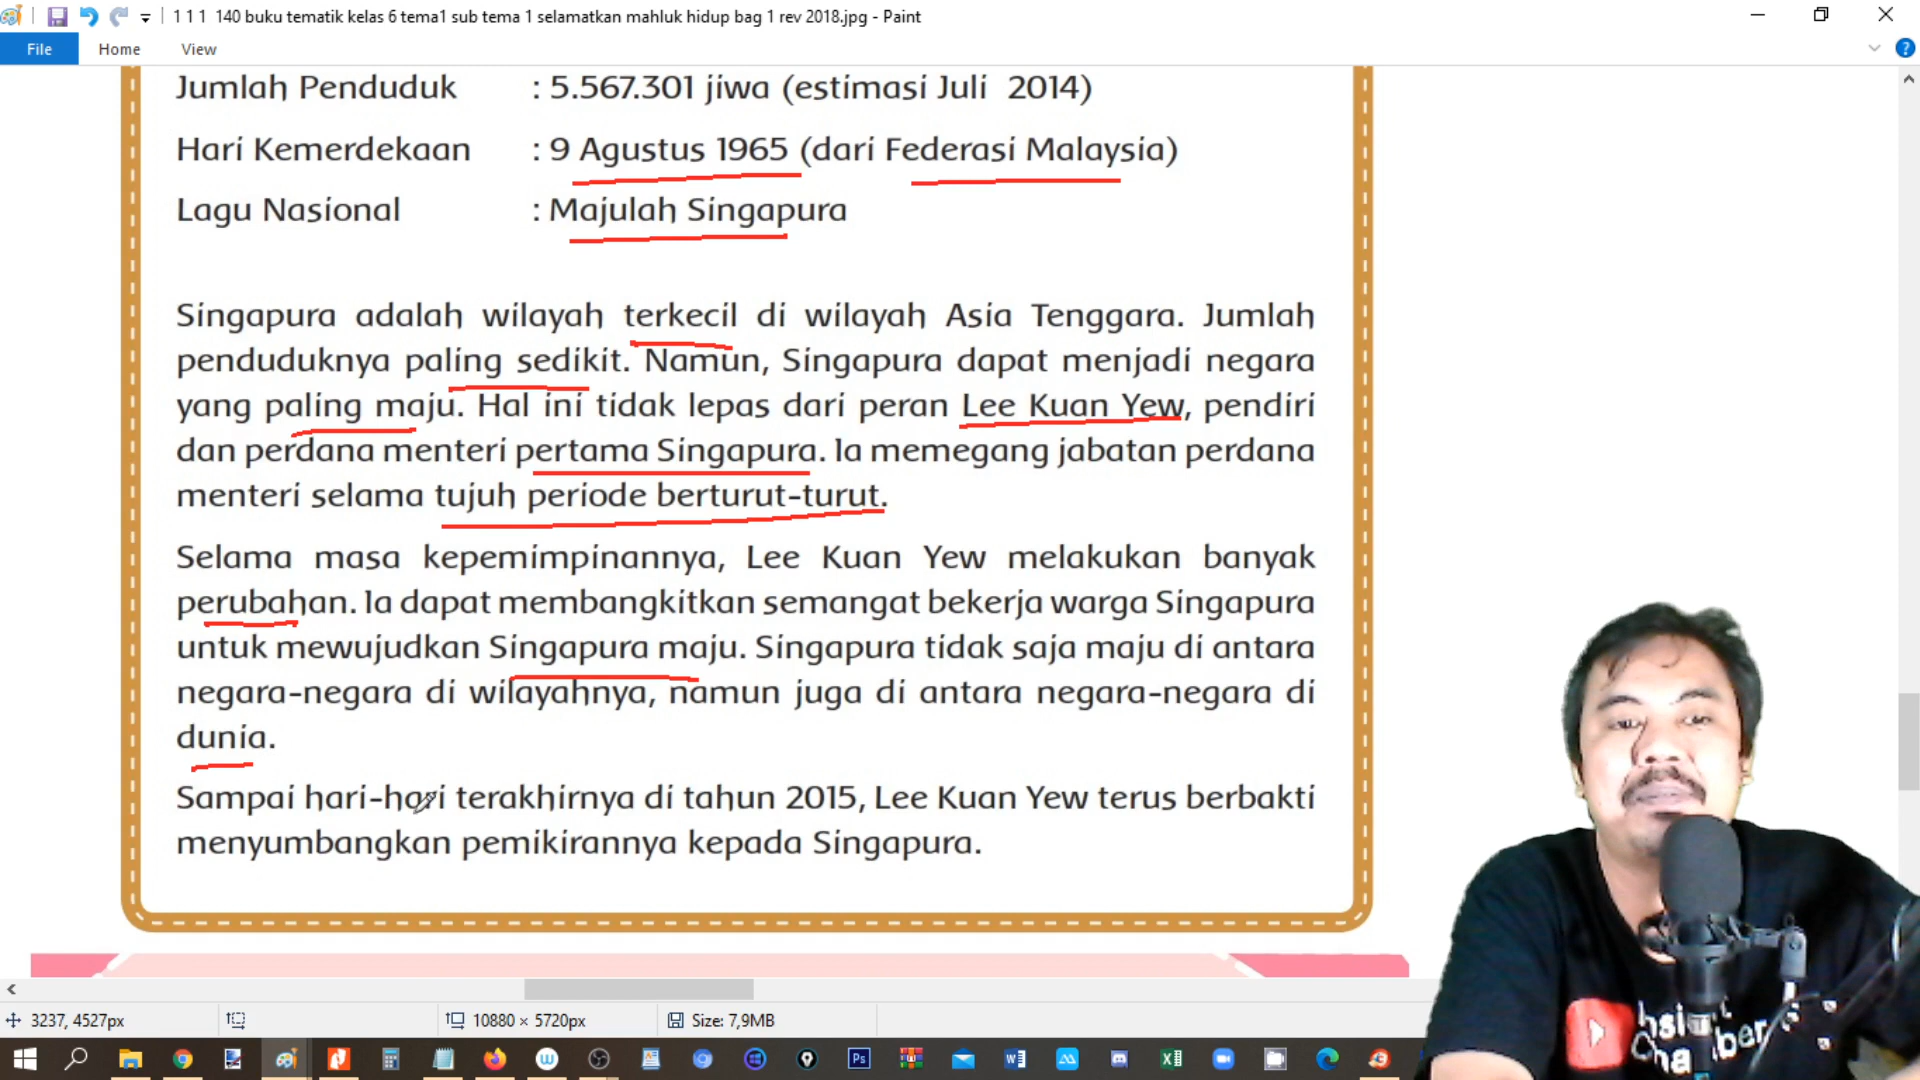 1 1 1  140 buku tematik kelas 6 tema1 sub tema 1 selamatkan mahluk hidup bag 1 rev 2018.jpg - Paint
File Home View
Jumlah Penduduk : 5.567.301 jiwa (estimasi Juli 2014)
Hari Kemerdekaan : 9 Agustus 1965 (dari Federasi Malaysia)
Lagu Nasional : Majulah Singapura
Singapura adalah wilayah terkecil di wilayah Asia Tenggara. Jumlah
penduduknya paling sedikit. Namun, Singapura dapat menjadi negara
yang paling maju. Hal ini tidak lepas dari peran Lee Kuan Yew, pendiri
dan perdana menteri pertama Singapura. Ia memegang jabatan perdana
menteri selama tujuh periode berturut-turut.
Selama masa kepemimpinannya, Lee Kuan Yew melakukan banyak
perubahan. Ia dapat membangkitkan semangat bekerja warga Singapura
untuk mewujudkan Singapura maju. Singapura tidak saja maju di antara
negara-negara di wilayahnya, namun juga di antara negara-negara di
dunia.
Sampai hari-hari terakhirnya di tahun 2015, Lee Kuan Yew terus berbakti
menyumbangkan pemikirannya kepada Singapura.
3237, 4527px 10880 × 5720px Size: 7,9MB
Ps